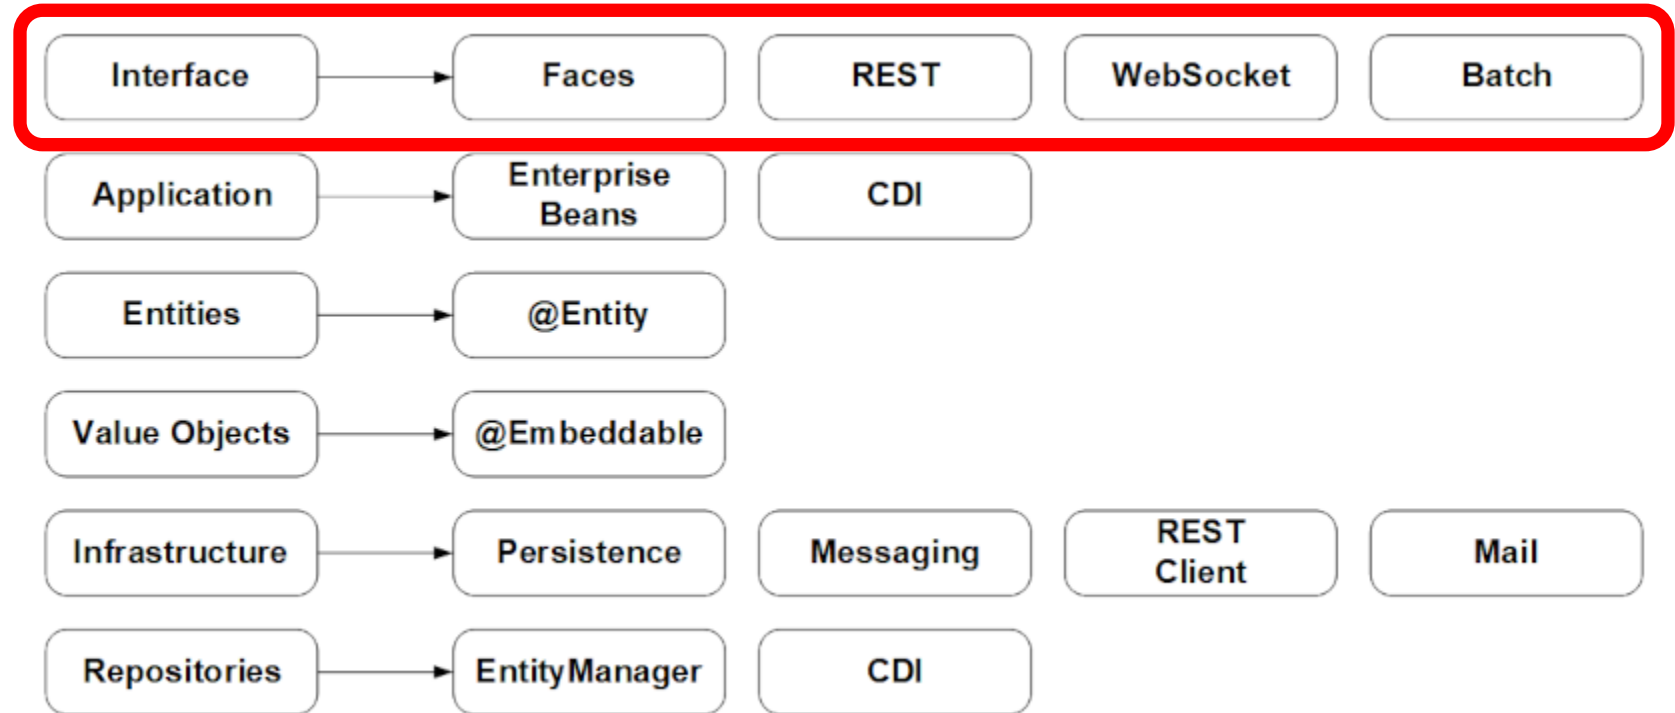 Interface
Faces
REST
WebSocket
Batch
Application
Enterprise
Beans
CDI
Entities
@Entity
Value Objects
@Embeddable
Infrastructure
Persistence
Messaging
REST
Client
Mail
Repositories
EntityManager
CDI